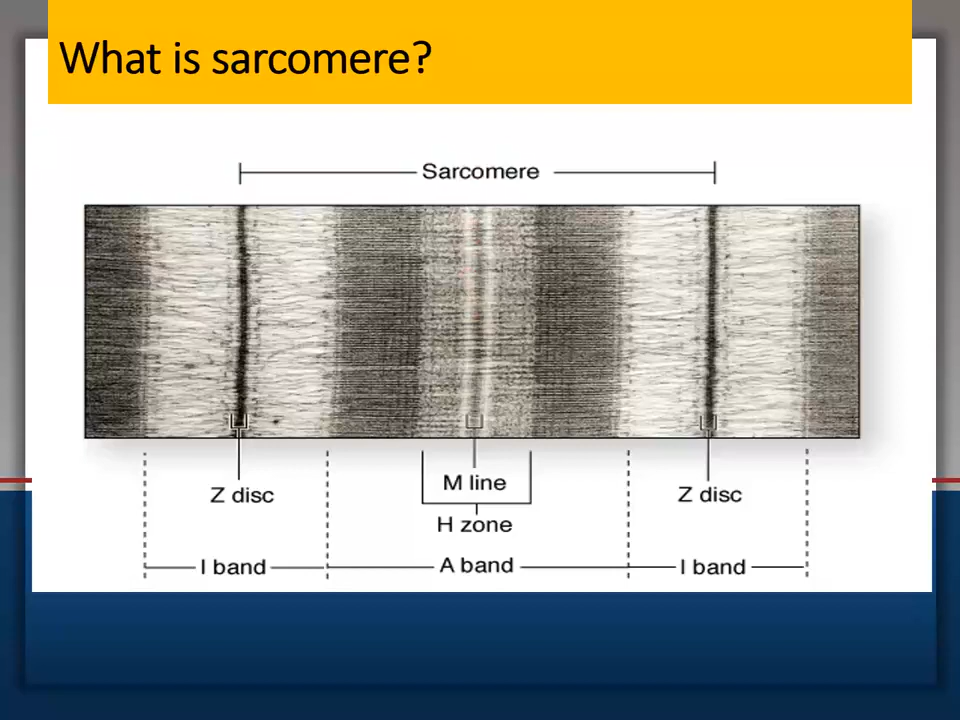 What is sarcomere?
Sarcomere
Z disc
M line
Z disc
H zone
I band
A band
I band